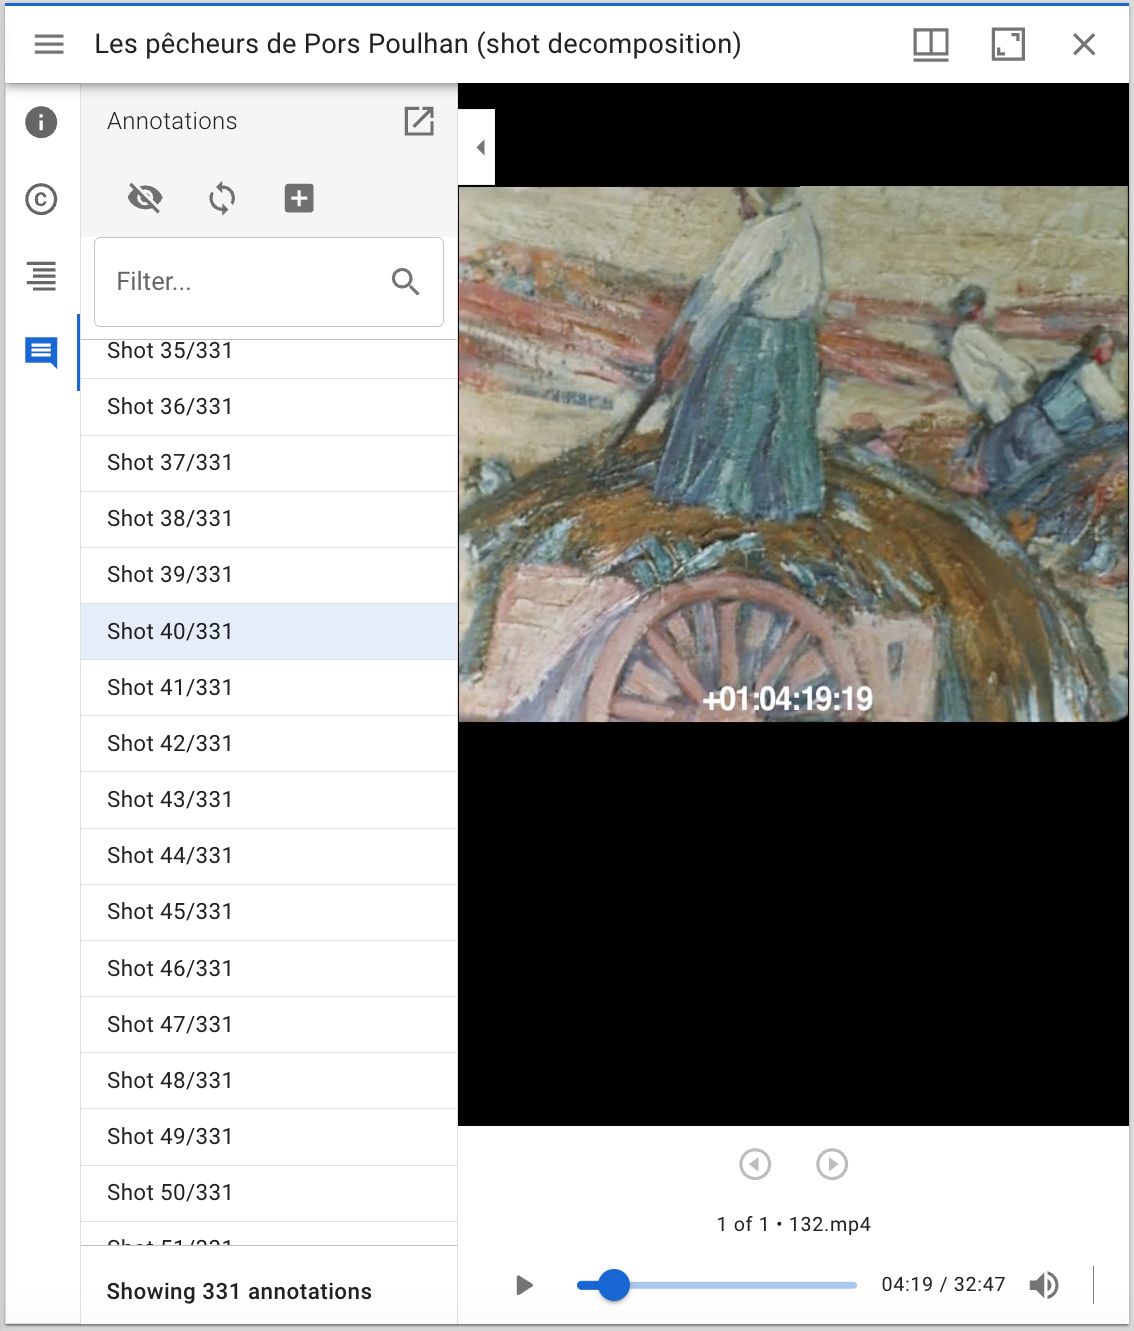 Les pêcheurs de Pors Poulhan (shot decomposition)
Annotations
Filter...
Shot 35/331
Shot 36/331
Shot 37/331
Shot 38/331
Shot 39/331
Shot 40/331
Shot 41/331
Shot 42/331
Shot 43/331
Shot 44/331
Shot 45/331
Shot 46/331
Shot 47/331
Shot 48/331
Shot 49/331
Shot 50/331
Shot 51/331
Showing 331 annotations
+01:04:19:19
1 of 1 • 132.mp4
04:19 / 32:47